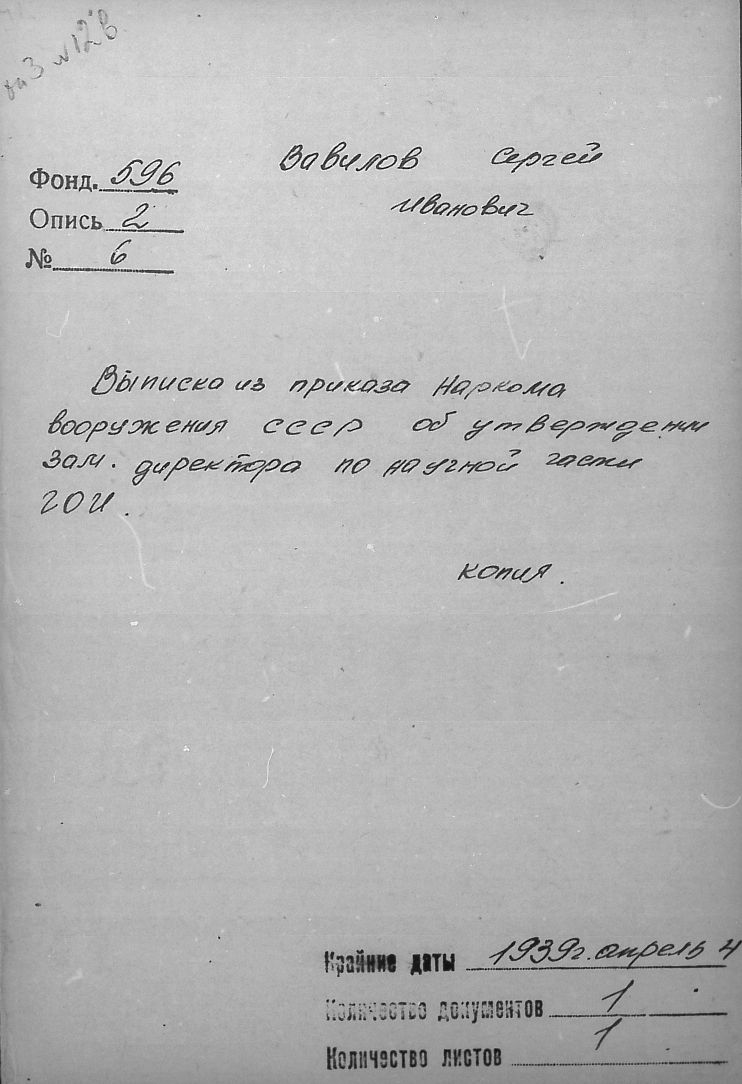 Фонд. 596
Опись 2
№ 6
Вавилов Сергей
Иванович
Выписка из приказа Наркома
вооружения СССР об утверждении
зам. директора по научной части
ГОИ.
копия.
Крайние даты 1939г. апрель 4
Количество документов 1
Количество листов 1